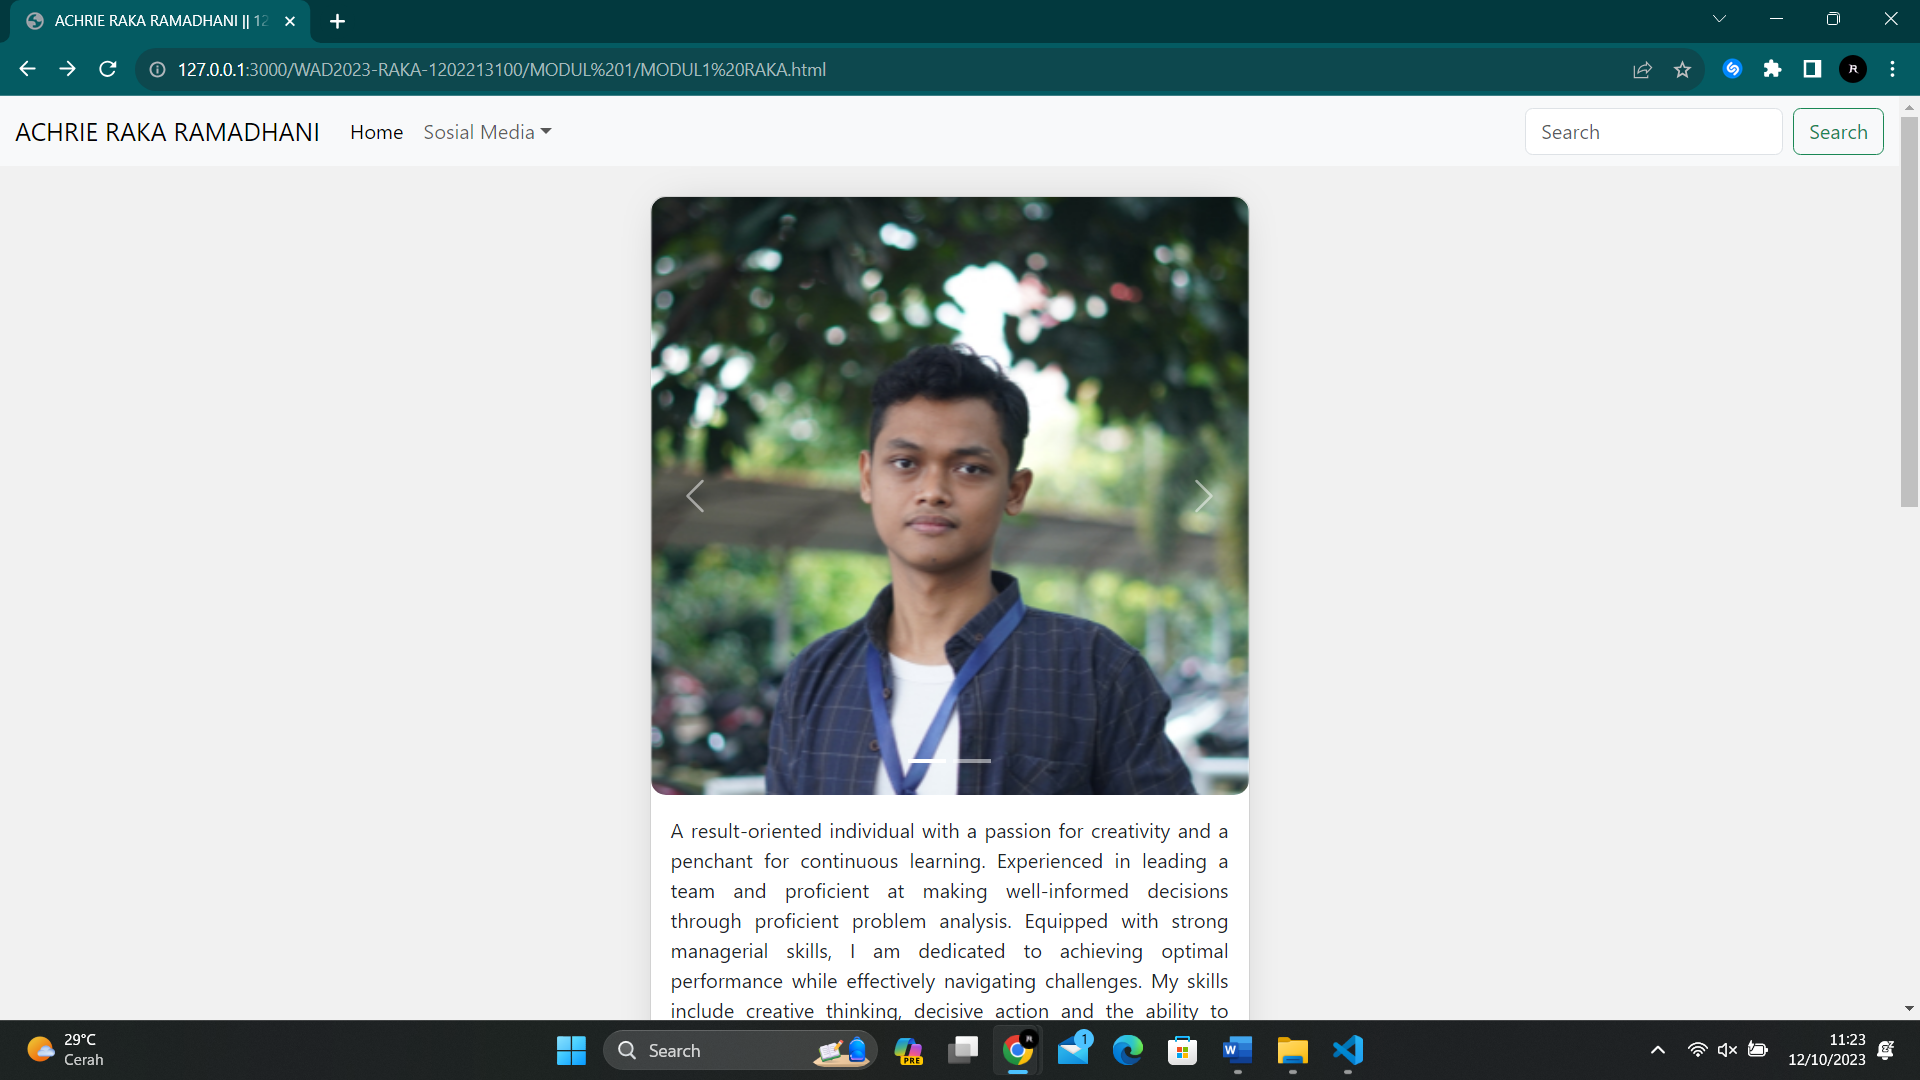 ACHRIE RAKA RAMADHANI || 12
127.0.0.1:3000/WAD2023-RAKA-1202213100/MODUL%201/MODUL1%20RAKA.html
R
ACHRIE RAKA RAMADHANI
Home
Sosial Media
Search
Search
A result-oriented individual with a passion for creativity and a
penchant for continuous learning. Experienced in leading a
team and proficient at making well-informed decisions
through proficient problem analysis. Equipped with strong
managerial skills, I am dedicated to achieving optimal
performance while effectively navigating challenges. My skills
include creative thinking, decisive action and the ability to
29°C
Cerah
Search
PRE
R
1
W
11:23
12/10/2023